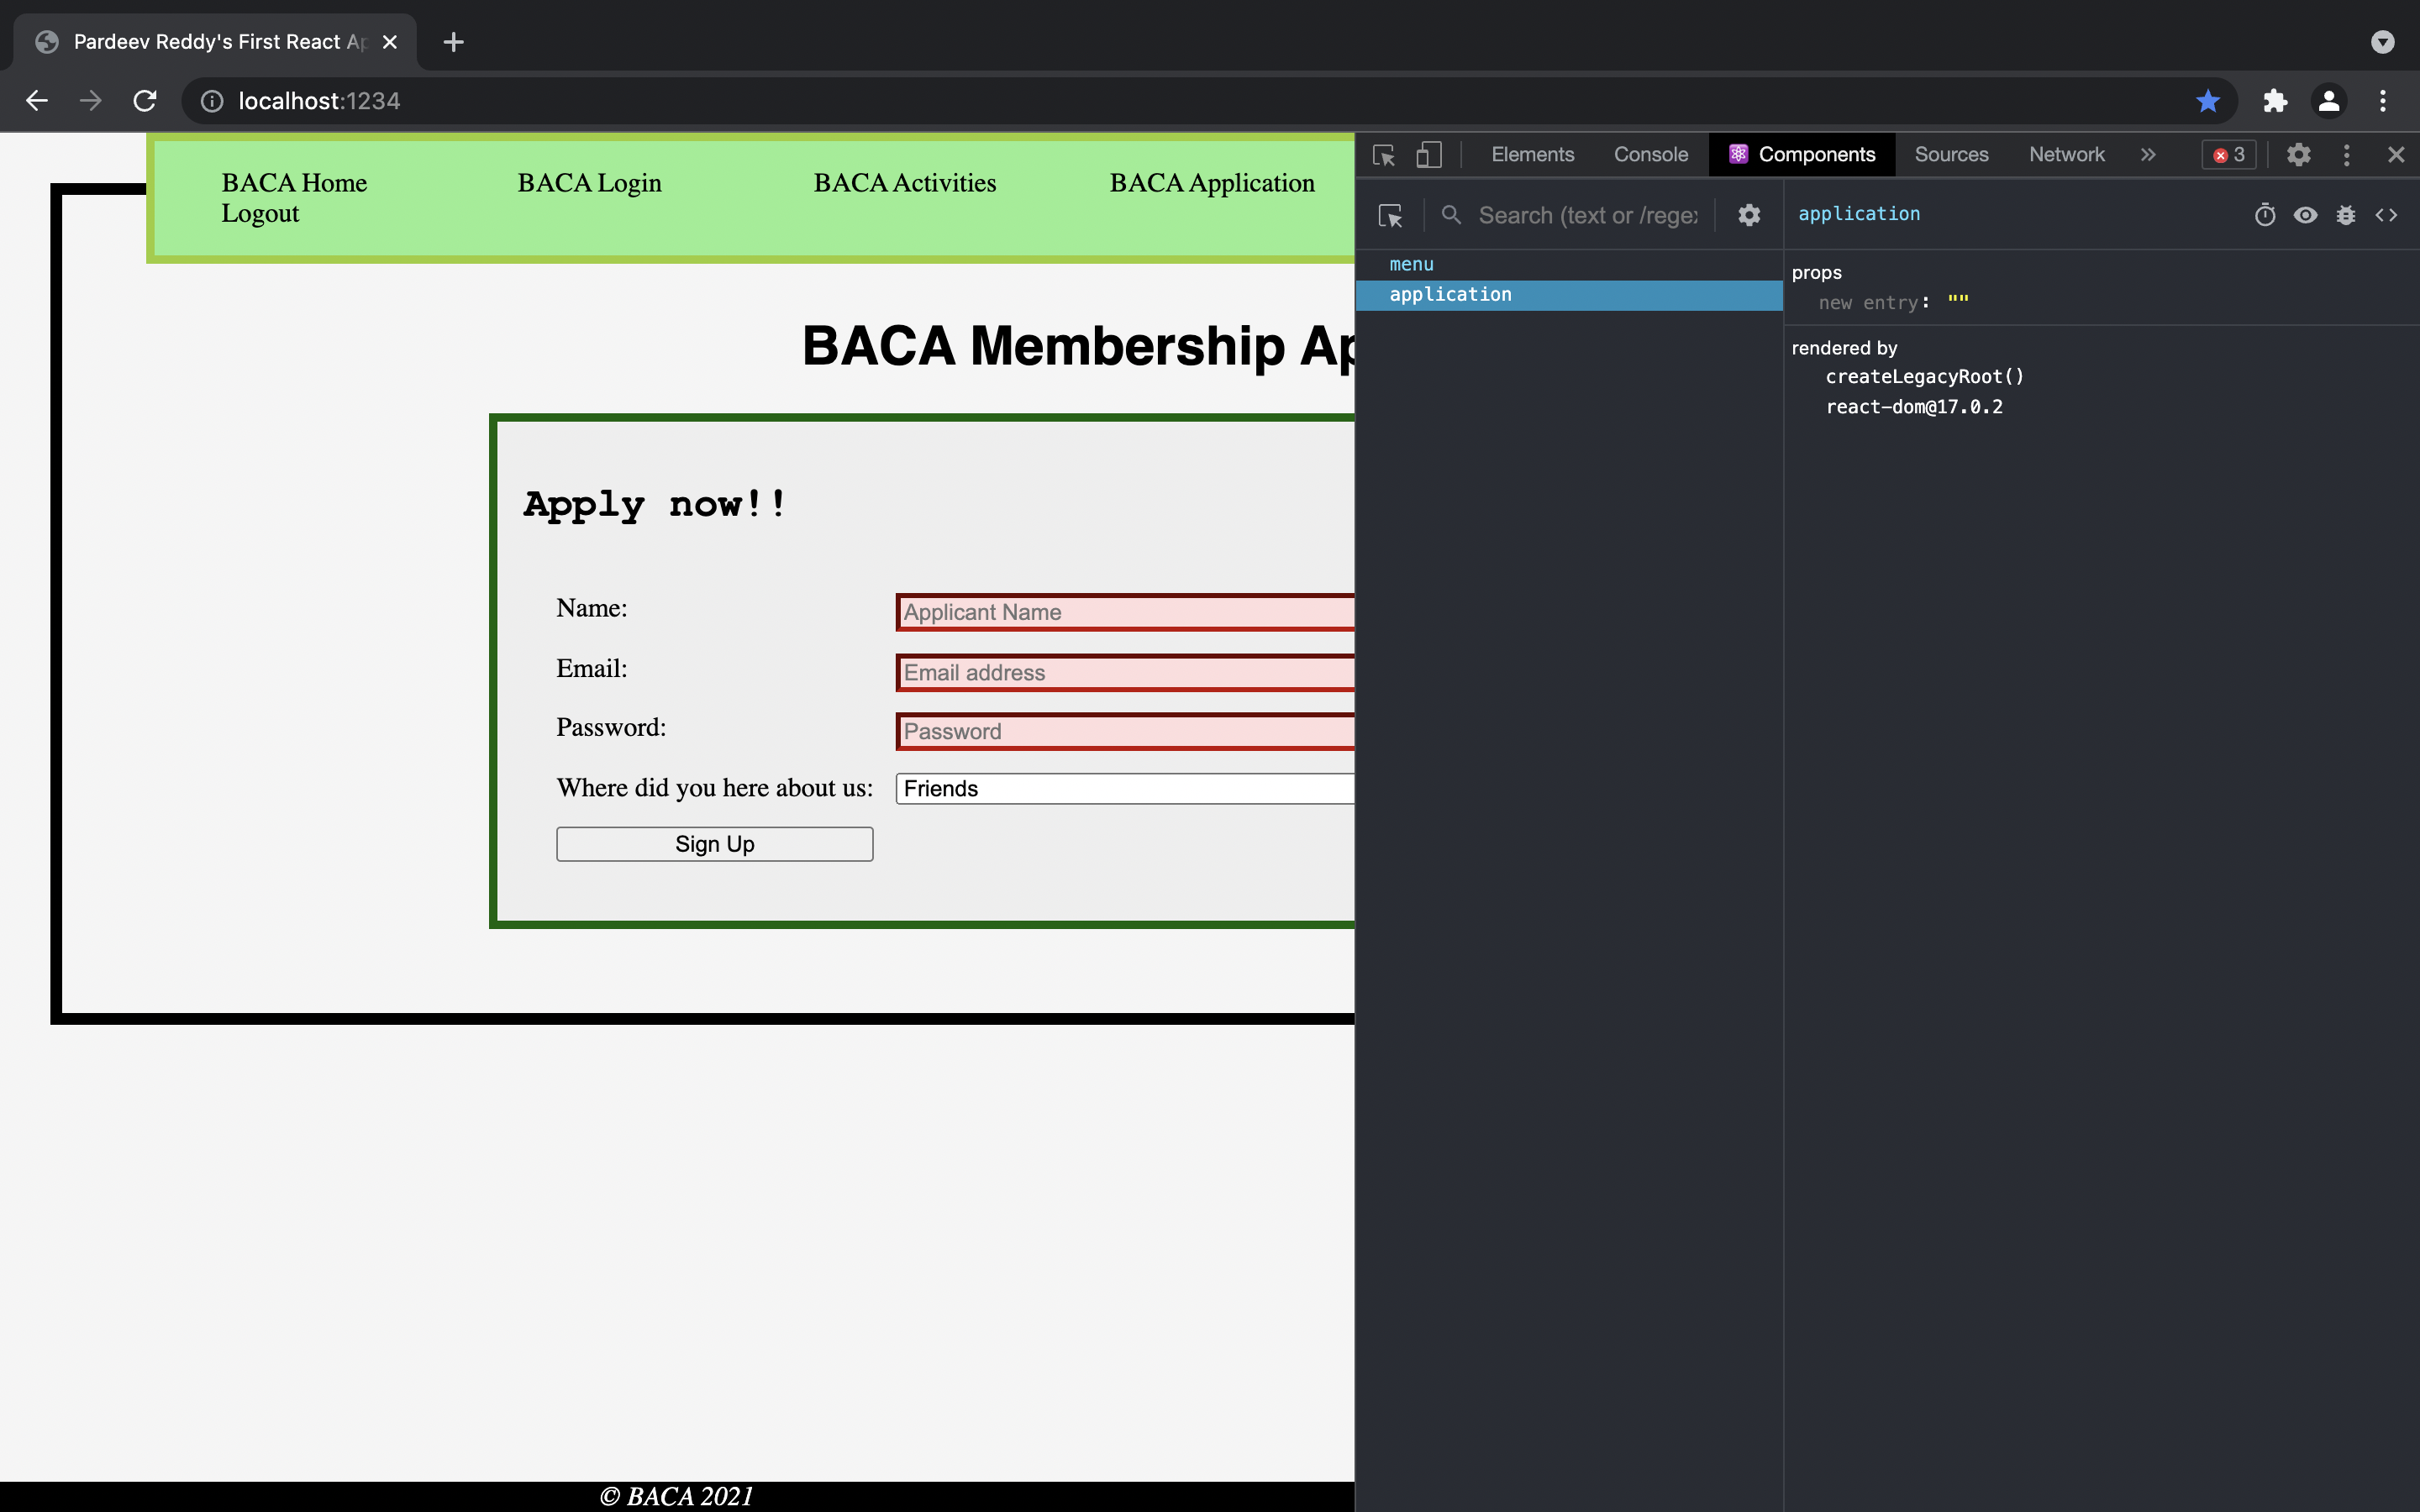 Pardeev Reddy's First React Ap
localhost:1234
BACA Home
BACA Login
BACA Activities
BACA Application
Logout
BACA Membership Ap
Apply now!!
Name:
Applicant Name
Email:
Email address
Password:
Password
Where did you here about us:
Friends
Sign Up
© BACA 2021
Elements
Console
Components
Sources
Network
3
Search (text or /regex
application
menu
application
props
new entry: ""
rendered by
createLegacyRoot()
react-dom@17.0.2